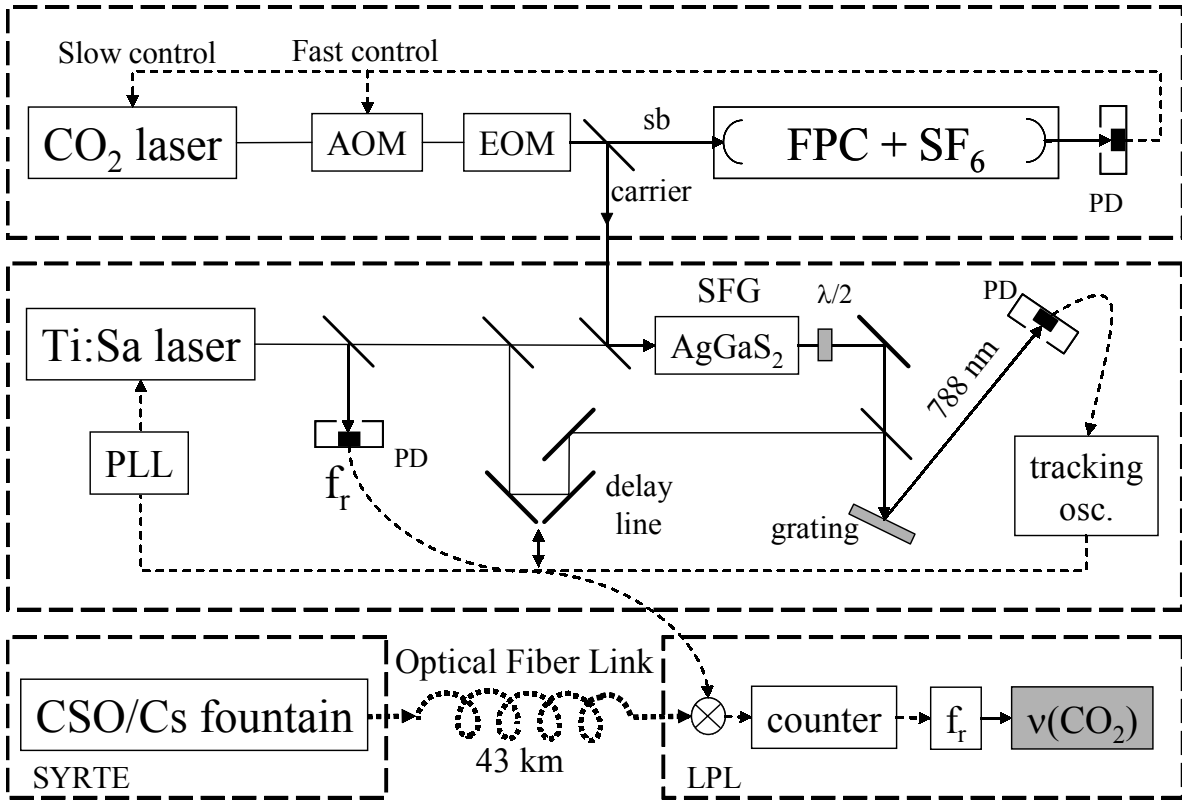 Slow control
Fast control
CO₂ laser
AOM
EOM
sb
carrier
FPC + SF₆
PD
Ti:Sa laser
PLL
PD
fᵣ
delay
line
SFG
AgGaS₂
λ/2
PD
788 nm
grating
tracking
osc.
CSO/Cs fountain
SYRTE
Optical Fiber Link
43 km
counter
fᵣ
ν(CO₂)
LPL